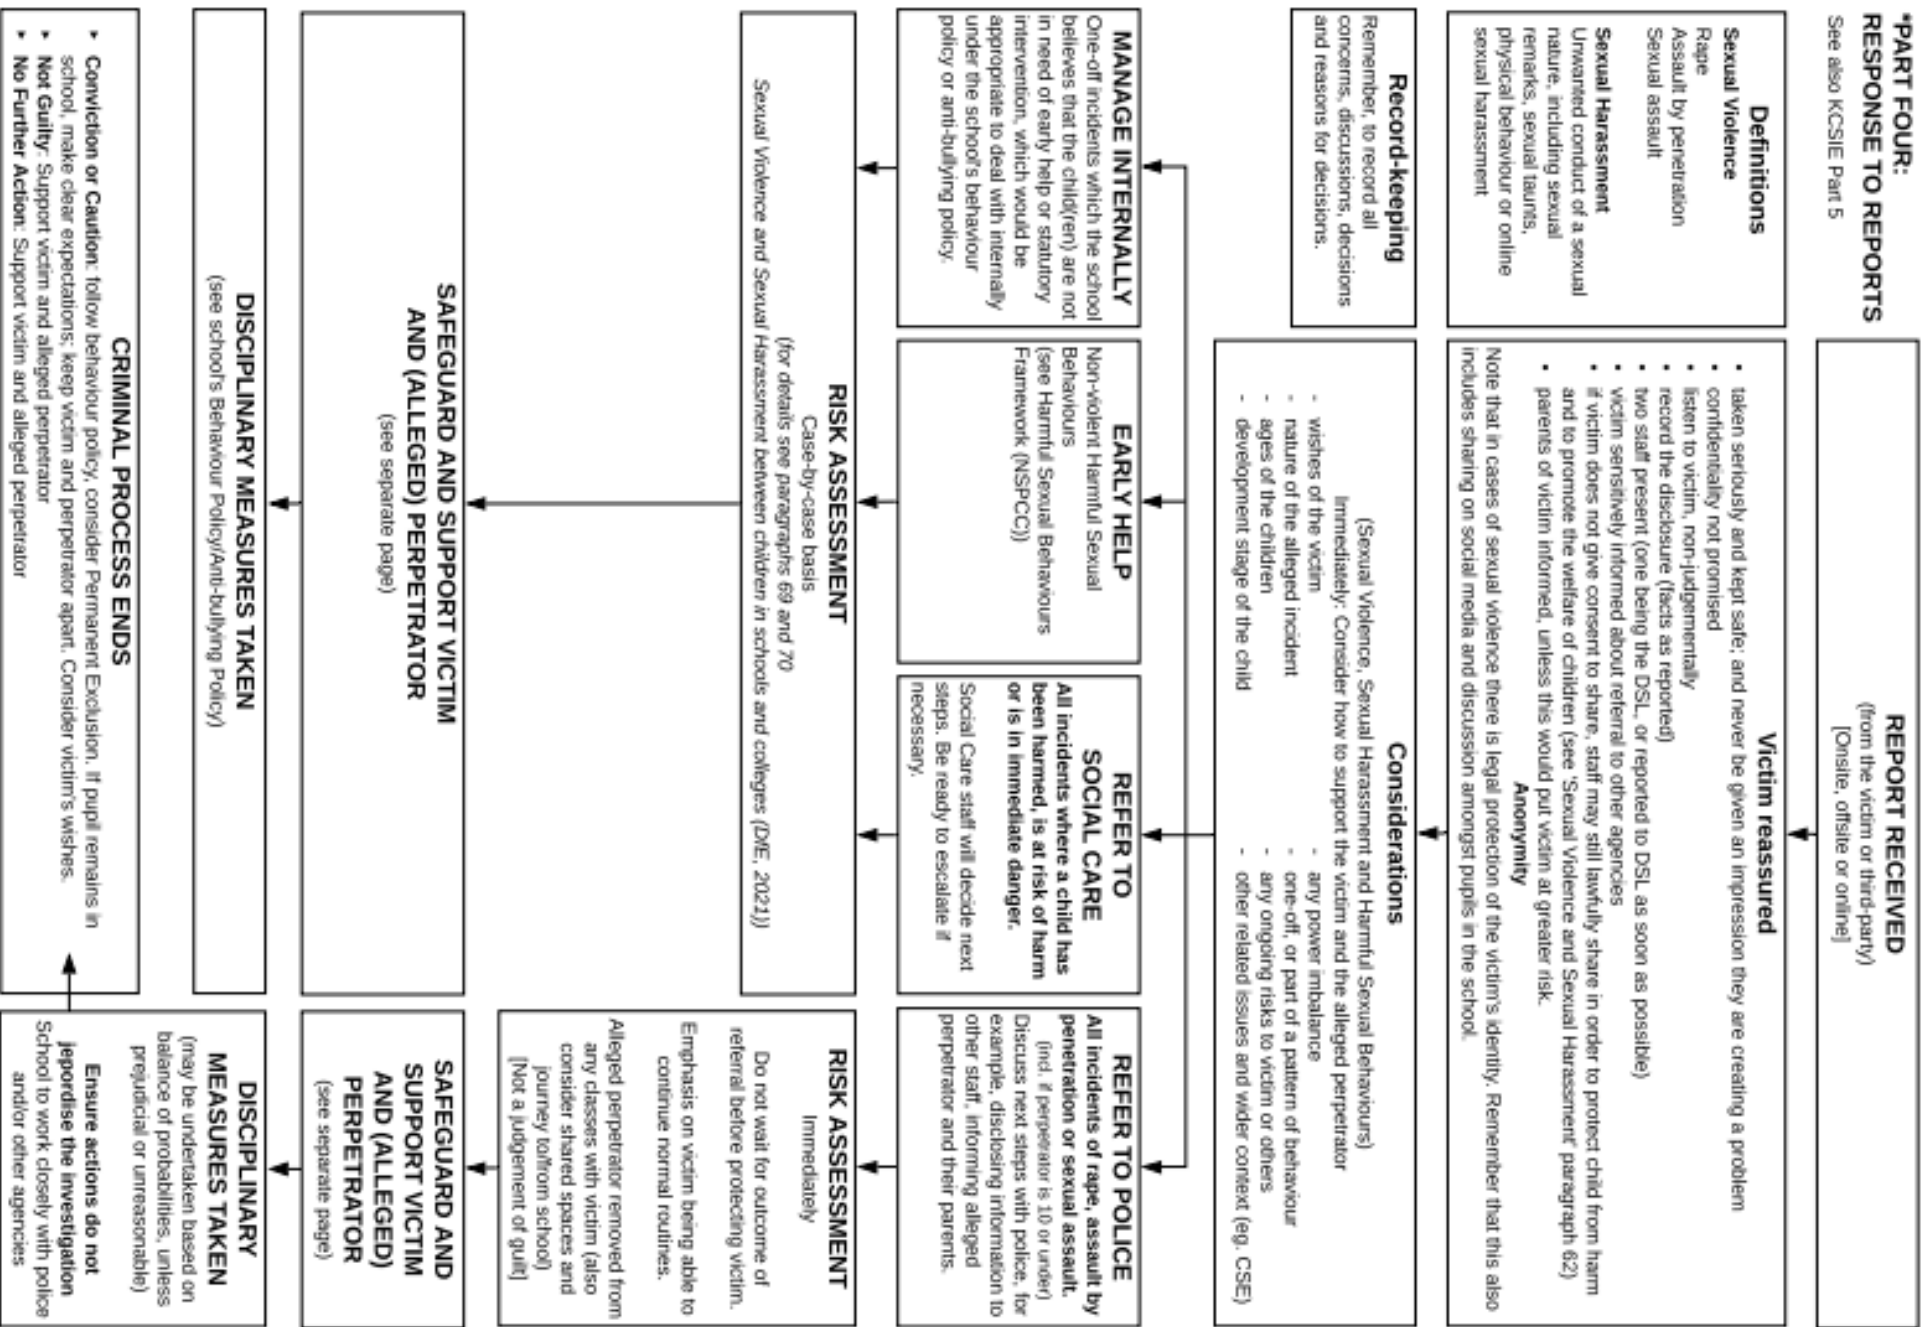 *PART FOUR:
RESPONSE TO REPORTS
See also KCSIE Part 5
REPORT RECEIVED
(from the victim or third-party)
[Onsite, offsite or online]
Definitions
Sexual Violence
Rape
Assault by penetration
Sexual assault
Sexual Harassment
Unwanted conduct of a sexual
nature, including sexual
remarks, sexual taunts,
physical behaviour or online
sexual harassment
Victim reassured
• taken seriously and kept safe; and never be given an impression they are creating a problem
• confidentiality not promised
• listen to victim, non-judgementally
• record the disclosure (facts as reported)
• two staff present (one being the DSL, or reported to DSL as soon as possible)
• victim sensitively informed about referral to other agencies
• if victim does not give consent to share, staff may still lawfully share in order to protect child from harm
and to promote the welfare of children (see 'Sexual Violence and Sexual Harassment' paragraph 62)
• parents of victim informed, unless this would put victim at greater risk.
Anonymity
Note that in cases of sexual violence there is legal protection of the victim's identity. Remember that this also
includes sharing on social media and discussion amongst pupils in the school.
Record-keeping
Remember, to record all
concerns, discussions, decisions
and reasons for decisions.
Considerations
(Sexual Violence, Sexual Harassment and Harmful Sexual Behaviours)
Immediately: Consider how to support the victim and the alleged perpetrator
- wishes of the victim
- nature of the alleged incident
- ages of the children
- development stage of the child
- any power imbalance
- one-off, or part of a pattern of behaviour
- any ongoing risks to victim or others
- other related issues and wider context (eg. CSE)
MANAGE INTERNALLY
One-off incidents which the school
believes that the child(ren) are not
in need of early help or statutory
intervention, which would be
appropriate to deal with internally
under the school's behaviour
policy or anti-bullying policy.
EARLY HELP
Non-violent Harmful Sexual
Behaviours
(see Harmful Sexual Behaviours
Framework (NSPCC))
REFER TO
SOCIAL CARE
All incidents where a child has
been harmed, is at risk of harm
or is in immediate danger.
Social Care staff will decide next
steps. Be ready to escalate if
necessary.
REFER TO POLICE
All incidents of rape, assault by
penetration or sexual assault.
(incl. if perpetrator is 10 or under)
Discuss next steps with police, for
example, disclosing information to
other staff, informing alleged
perpetrator and their parents.
RISK ASSESSMENT
Case-by-case basis
(for details see paragraphs 69 and 70
Sexual Violence and Sexual Harassment between children in schools and colleges (DfE, 2021))
RISK ASSESSMENT
Immediately
Do not wait for outcome of
referral before protecting victim.
Emphasis on victim being able to
continue normal routines.
Alleged perpetrator removed from
any classes with victim (also
consider shared spaces and
journey to/from school)
[Not a judgement of guilt]
SAFEGUARD AND SUPPORT VICTIM
AND (ALLEGED) PERPETRATOR
(see separate page)
SAFEGUARD AND
SUPPORT VICTIM
AND (ALLEGED)
PERPETRATOR
(see separate page)
DISCIPLINARY MEASURES TAKEN
(see school's Behaviour Policy/Anti-bullying Policy)
DISCIPLINARY
MEASURES TAKEN
(may be undertaken based on
balance of probabilities, unless
prejudicial or unreasonable)
Ensure actions do not
jepordise the investigation
School to work closely with police
and/or other agencies
CRIMINAL PROCESS ENDS
• Conviction or Caution: follow behaviour policy, consider Permanent Exclusion. If pupil remains in
school, make clear expectations; keep victim and perpetrator apart. Consider victim's wishes.
• Not Guilty: Support victim and alleged perpetrator
• No Further Action: Support victim and alleged perpetrator